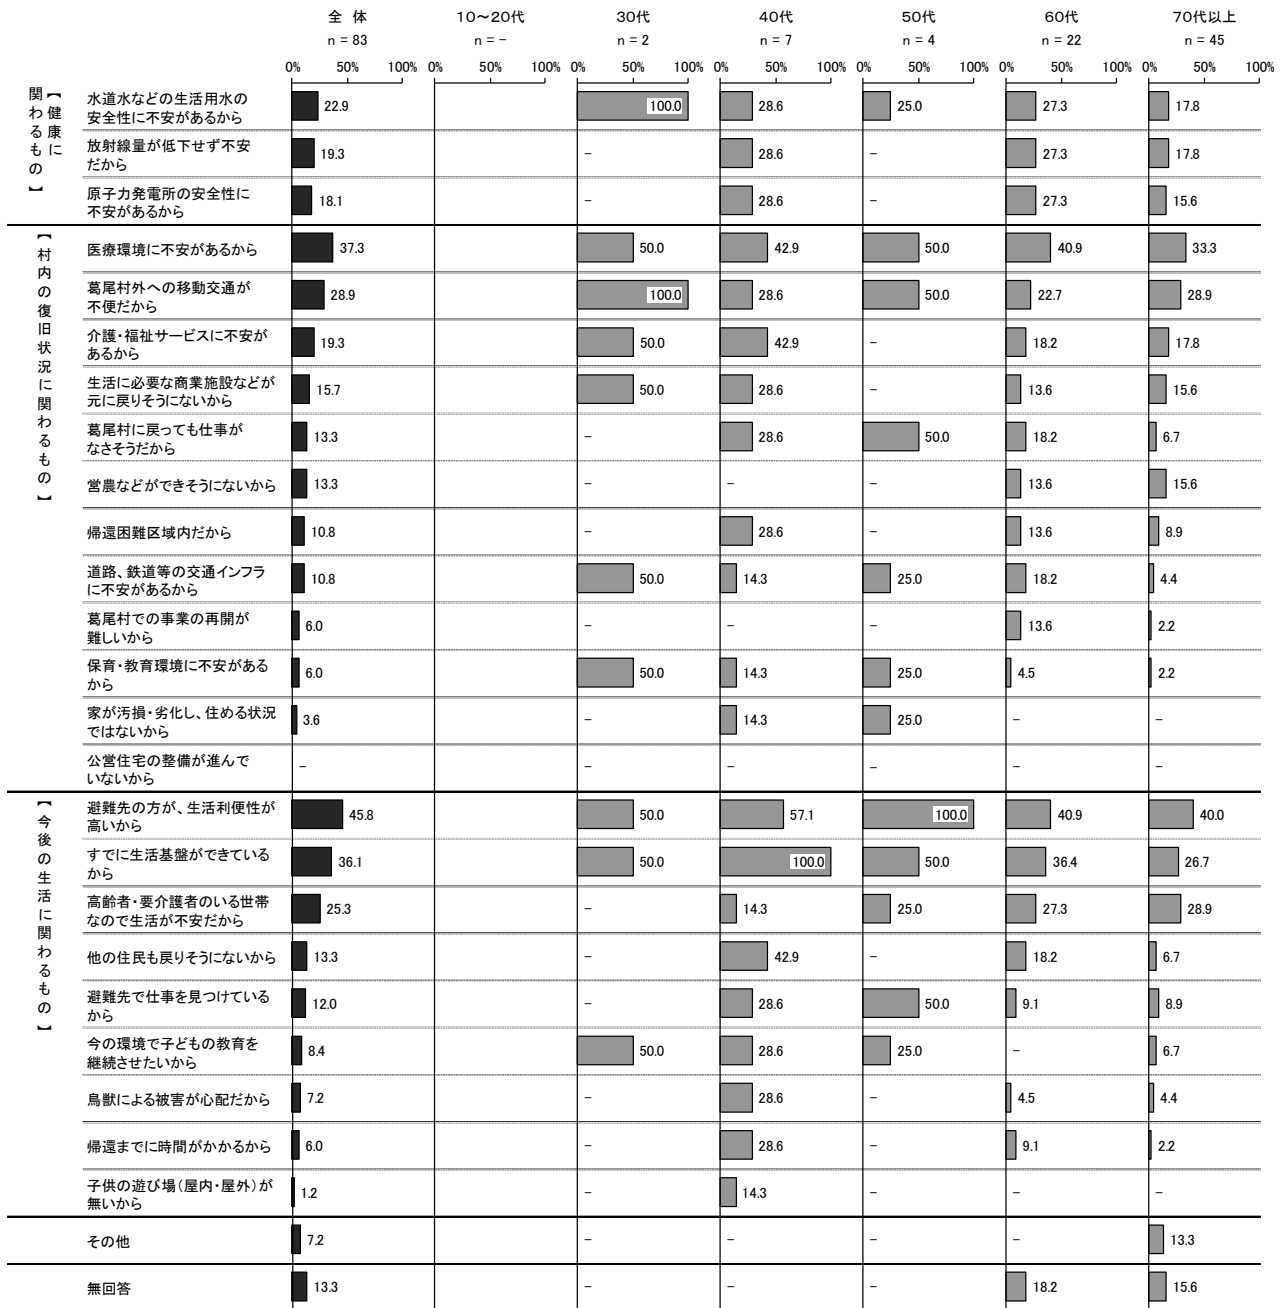 全 体 10～20代 30代 40代 50代 60代 70代以上
n = 83 n = − n = 2 n = 7 n = 4 n = 22 n = 45
0% 50% 100% 0% 50% 100% 0% 50% 100% 0% 50% 100% 0% 50% 100% 0% 50% 100% 0% 50% 100%
【健康に
関わるもの】
水道水などの生活用水の
安全性に不安があるから
22.9 100.0 28.6 25.0 27.3 17.8
放射線量が低下せず不安
だから
19.3 − 28.6 − 27.3 17.8
原子力発電所の安全性に
不安があるから
18.1 − 28.6 − 27.3 15.6
【村内の復旧状況に関わるもの】
医療環境に不安があるから
37.3 50.0 42.9 50.0 40.9 33.3
葛尾村外への移動交通が
不便だから
28.9 100.0 28.6 50.0 22.7 28.9
介護・福祉サービスに不安が
あるから
19.3 50.0 42.9 − 18.2 17.8
生活に必要な商業施設などが
元に戻りそうにないから
15.7 50.0 28.6 − 13.6 15.6
葛尾村に戻っても仕事が
なさそうだから
13.3 − 28.6 50.0 18.2 6.7
営農などができそうにないから
13.3 − − − 13.6 15.6
帰還困難区域内だから
10.8 − 28.6 − 13.6 8.9
道路、鉄道等の交通インフラ
に不安があるから
10.8 50.0 14.3 25.0 18.2 4.4
葛尾村での事業の再開が
難しいから
6.0 − − − 13.6 2.2
保育・教育環境に不安がある
から
6.0 50.0 14.3 25.0 4.5 2.2
家が汚損・劣化し、住める状況
ではないから
3.6 − 14.3 25.0 − −
公営住宅の整備が進んで
いないから
− − − − − −
【今後の生活に関わるもの】
避難先の方が、生活利便性が
高いから
45.8 50.0 57.1 100.0 40.9 40.0
すでに生活基盤ができている
から
36.1 50.0 100.0 50.0 36.4 26.7
高齢者・要介護者のいる世帯
なので生活が不安だから
25.3 − 14.3 25.0 27.3 28.9
他の住民も戻りそうにないから
13.3 − 42.9 − 18.2 6.7
避難先で仕事を見つけている
から
12.0 − 28.6 50.0 9.1 8.9
今の環境で子どもの教育を
継続させたいから
8.4 50.0 28.6 25.0 − 6.7
鳥獣による被害が心配だから
7.2 − 28.6 − 4.5 4.4
帰還までに時間がかかるから
6.0 − 28.6 − 9.1 2.2
子供の遊び場（屋内・屋外）が
無いから
1.2 − 14.3 − − −
その他
7.2 − − − − 13.3
無回答
13.3 − − − 18.2 15.6